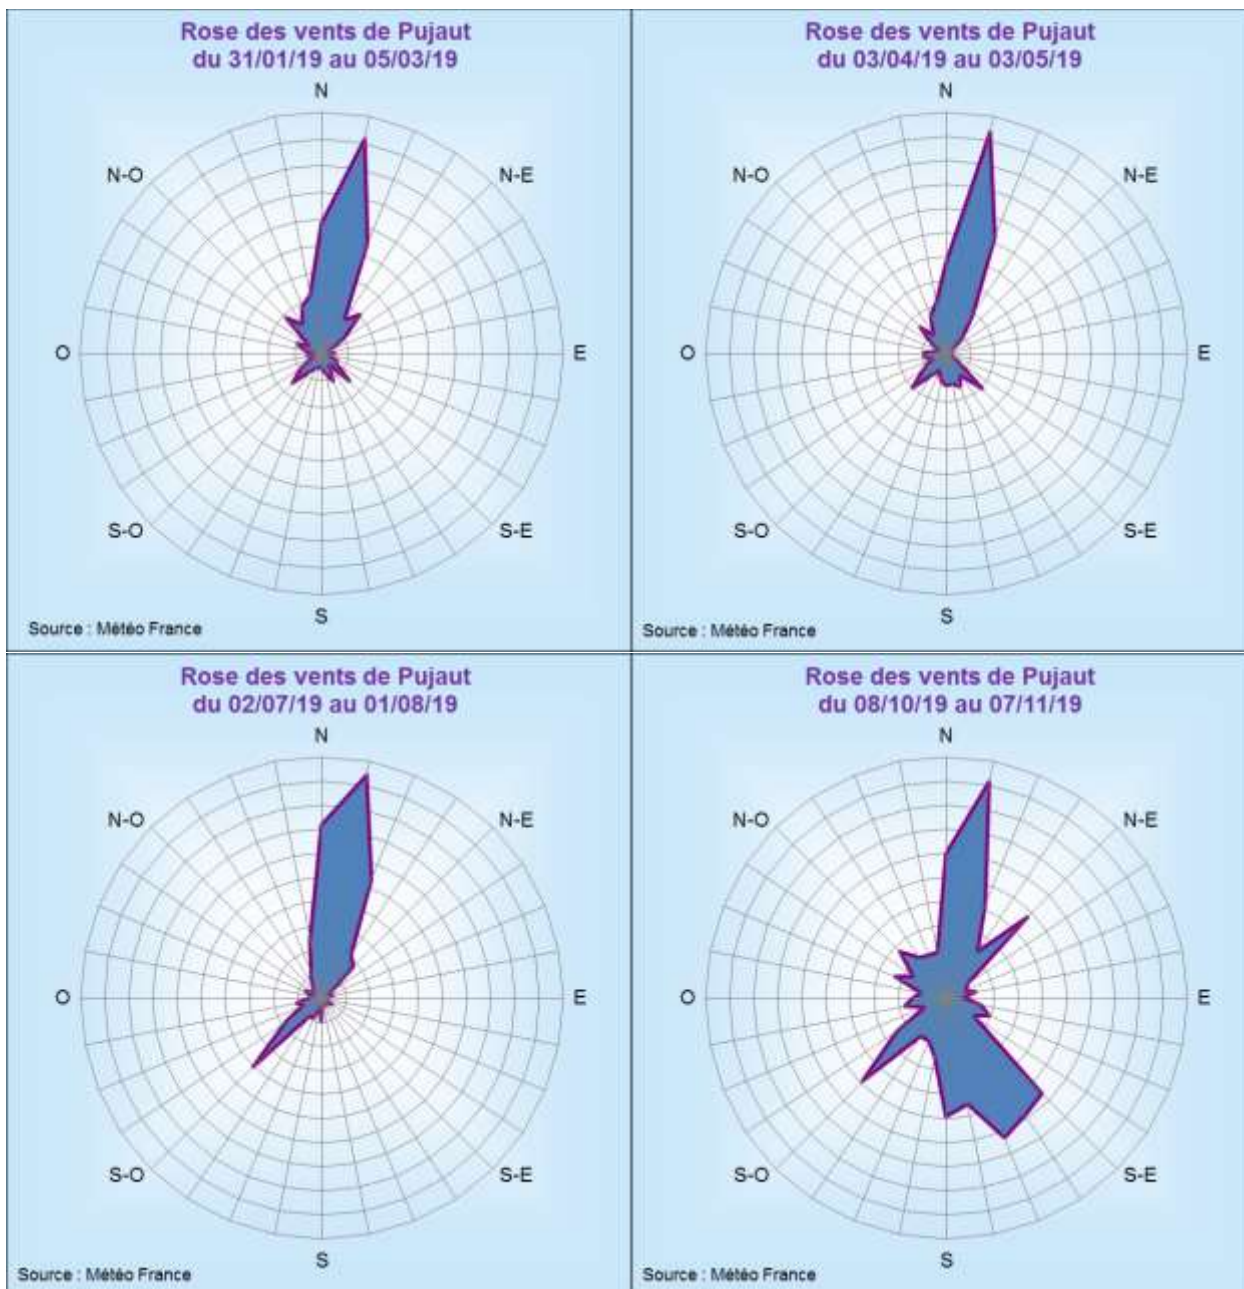 Rose des vents de Pujaut
du 31/01/19 au 05/03/19
N
N-O
N-E
O
E
S-O
S-E
S
Source : Météo France
Rose des vents de Pujaut
du 03/04/19 au 03/05/19
N
N-O
N-E
O
E
S-O
S-E
S
Source : Météo France
Rose des vents de Pujaut
du 02/07/19 au 01/08/19
N
N-O
N-E
O
E
S-O
S-E
S
Source : Météo France
Rose des vents de Pujaut
du 08/10/19 au 07/11/19
N
N-O
N-E
O
E
S-O
S-E
S
Source : Météo France